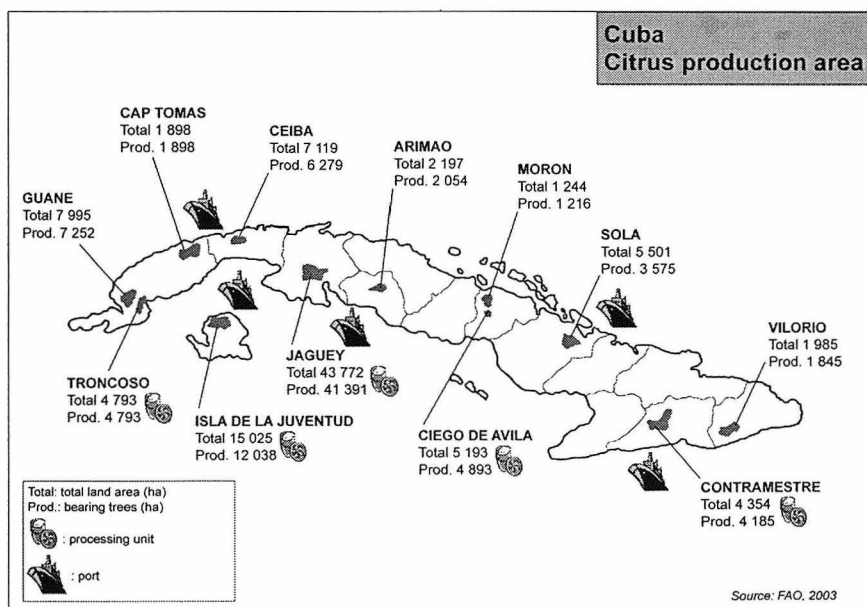 Cuba
Citrus production area
CAP TOMAS
Total 1 898
Prod. 1 898
CEIBA
Total 7 119
Prod. 6 279
ARIMAO
Total 2 197
Prod. 2 054
MORON
Total 1 244
Prod. 1 216
GUANE
Total 7 995
Prod. 7 252
SOLA
Total 5 501
Prod. 3 575
VILORIO
Total 1 985
Prod. 1 845
JAGUEY
Total 43 772
Prod. 41 391
TRONCOSO
Total 4 793
Prod. 4 793
ISLA DE LA JUVENTUD
Total 15 025
Prod. 12 038
CIEGO DE AVILA
Total 5 193
Prod. 4 893
CONTRAMESTRE
Total 4 354
Prod. 4 185
Total: total land area (ha)
Prod.: bearing trees (ha)
: processing unit
: port
Source: FAO, 2003